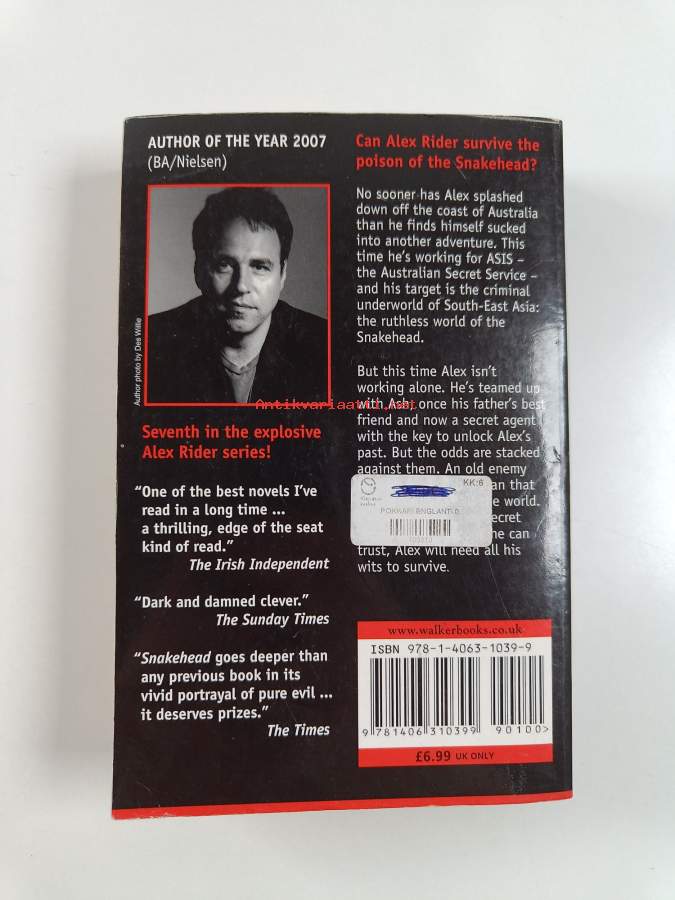 AUTHOR OF THE YEAR 2007
(BA/Nielsen)
Author photo by Des Willie
Seventh in the explosive
Alex Rider series!
“One of the best novels I’ve
read in a long time ...
a thrilling, edge of the seat
kind of read.”
The Irish Independent
“Dark and damned clever.”
The Sunday Times
“Snakehead goes deeper than
any previous book in its
vivid portrayal of pure evil ...
it deserves prizes.”
The Times
Can Alex Rider survive the
poison of the Snakehead?
No sooner has Alex splashed
down off the coast of Australia
than he finds himself sucked
into another adventure. This
time he’s working for ASIS –
the Australian Secret Service –
and his target is the criminal
underworld of South-East Asia:
the ruthless world of the
Snakehead.
But this time Alex isn’t
working alone. He’s teamed up
with Ash, once his father’s best
friend and now a secret agent
with the key to unlock Alex’s
past. But the odds are stacked
against them. An old enemy
an that
e world.
secret
he can
trust, Alex will need all his
wits to survive.
KK:6
POKKARI ENGLANTI
www.walkerbooks.co.uk
ISBN 978-1-4063-1039-9
9 781406 310399
90100>
£6.99 UK ONLY